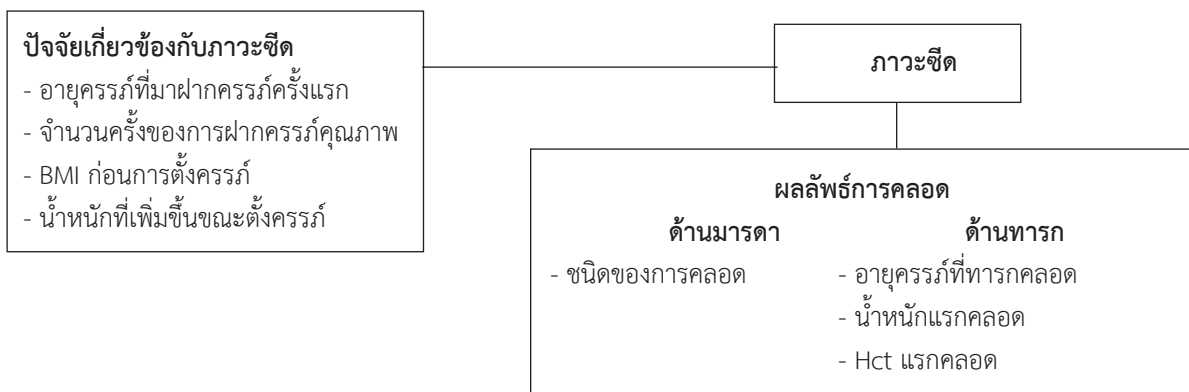 ปัจจัยเกี่ยวข้องกับภาวะซีด
- อายุครรภ์ที่มาฝากครรภ์ครั้งแรก
- จำนวนครั้งของการฝากครรภ์คุณภาพ
- BMI ก่อนการตั้งครรภ์
- น้ำหนักที่เพิ่มขึ้นขณะตั้งครรภ์
ภาวะซีด
ผลลัพธ์การคลอด
ด้านมารดา
- ชนิดของการคลอด
ด้านทารก
- อายุครรภ์ที่ทารกคลอด
- น้ำหนักแรกคลอด
- Hct แรกคลอด